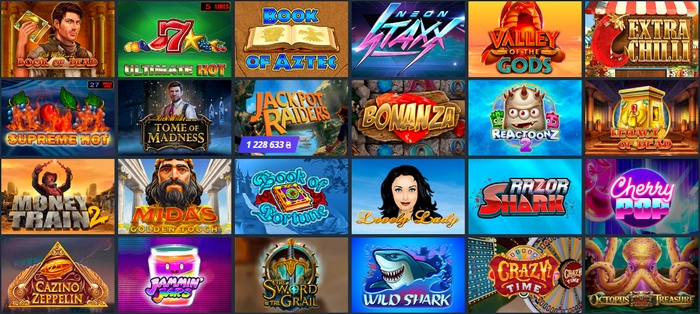 BOOK OF DEAD
5 LINES
7
ULTIMATE HOT
BOOK
OF AZTEC
NEON
STAXX
VALLEY
OF THE
GODS
EXTRA
CHILLI
27
SUPREME HOT
TOME OF
MADNESS
JACKPOT
RAIDERS
1 228 633 ₴
BONANZA
REACTOONZ
2
LEGACY
OF DEAD
MONEY
TRAIN 2
MIDAS
GOLDEN TOUCH
Book of
Fortune
Lovely Lady
RAZOR
SHARK
Cherry
POP
CAZINO
ZEPPELIN
JAMMIN'
JARS
THE
SWORD
& THE
GRAIL
WILD SHARK
CRAZY
TIME
CRAZY
TIME
OCTOPUS TREASURE